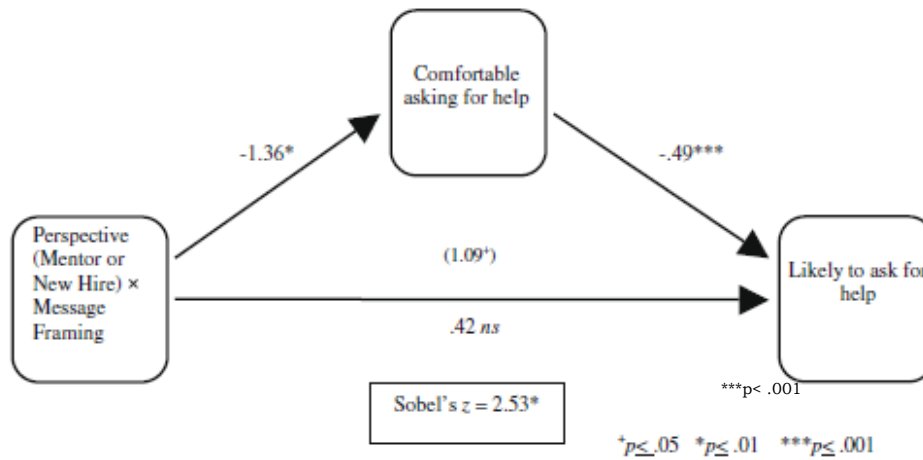 Comfortable
asking for help
-1.36*
-.49***
Perspective
(Mentor or
New Hire) ×
Message
Framing
(1.09⁺)
Likely to ask for
help
.42 ns
***p< .001
Sobel's z = 2.53*
⁺p≤.05 *p≤.01 ***p≤.001